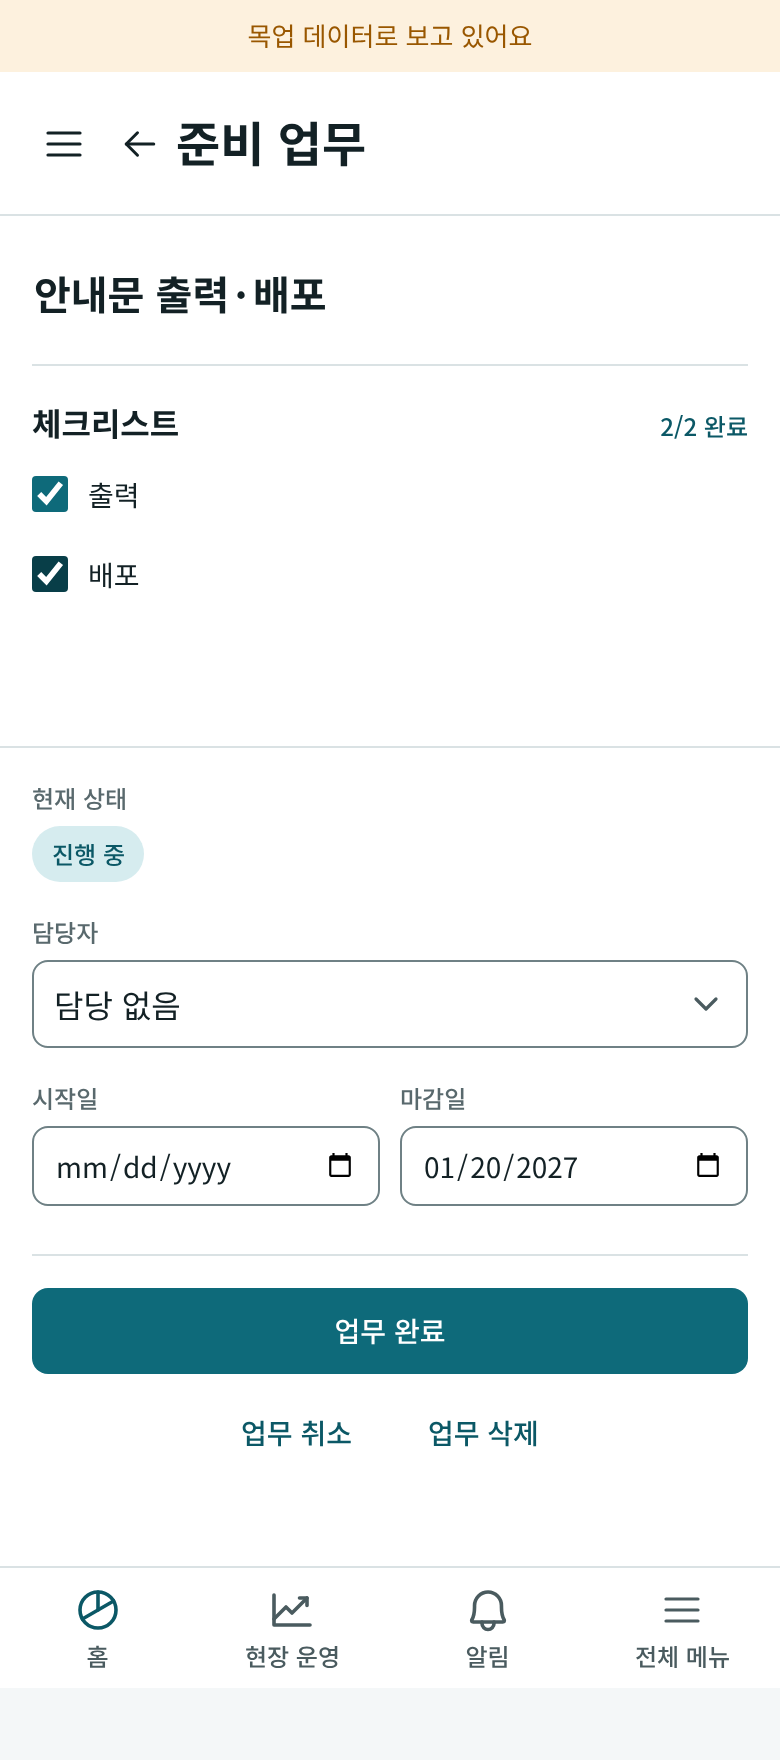 목업 데이터로 보고 있어요
준비 업무
안내문 출력·배포
체크리스트
2/2 완료
출력
배포
현재 상태
진행 중
담당자
담당 없음
시작일
마감일
mm/dd/yyyy
01/20/2027
업무 완료
업무 취소
업무 삭제
홈
현장 운영
알림
전체 메뉴